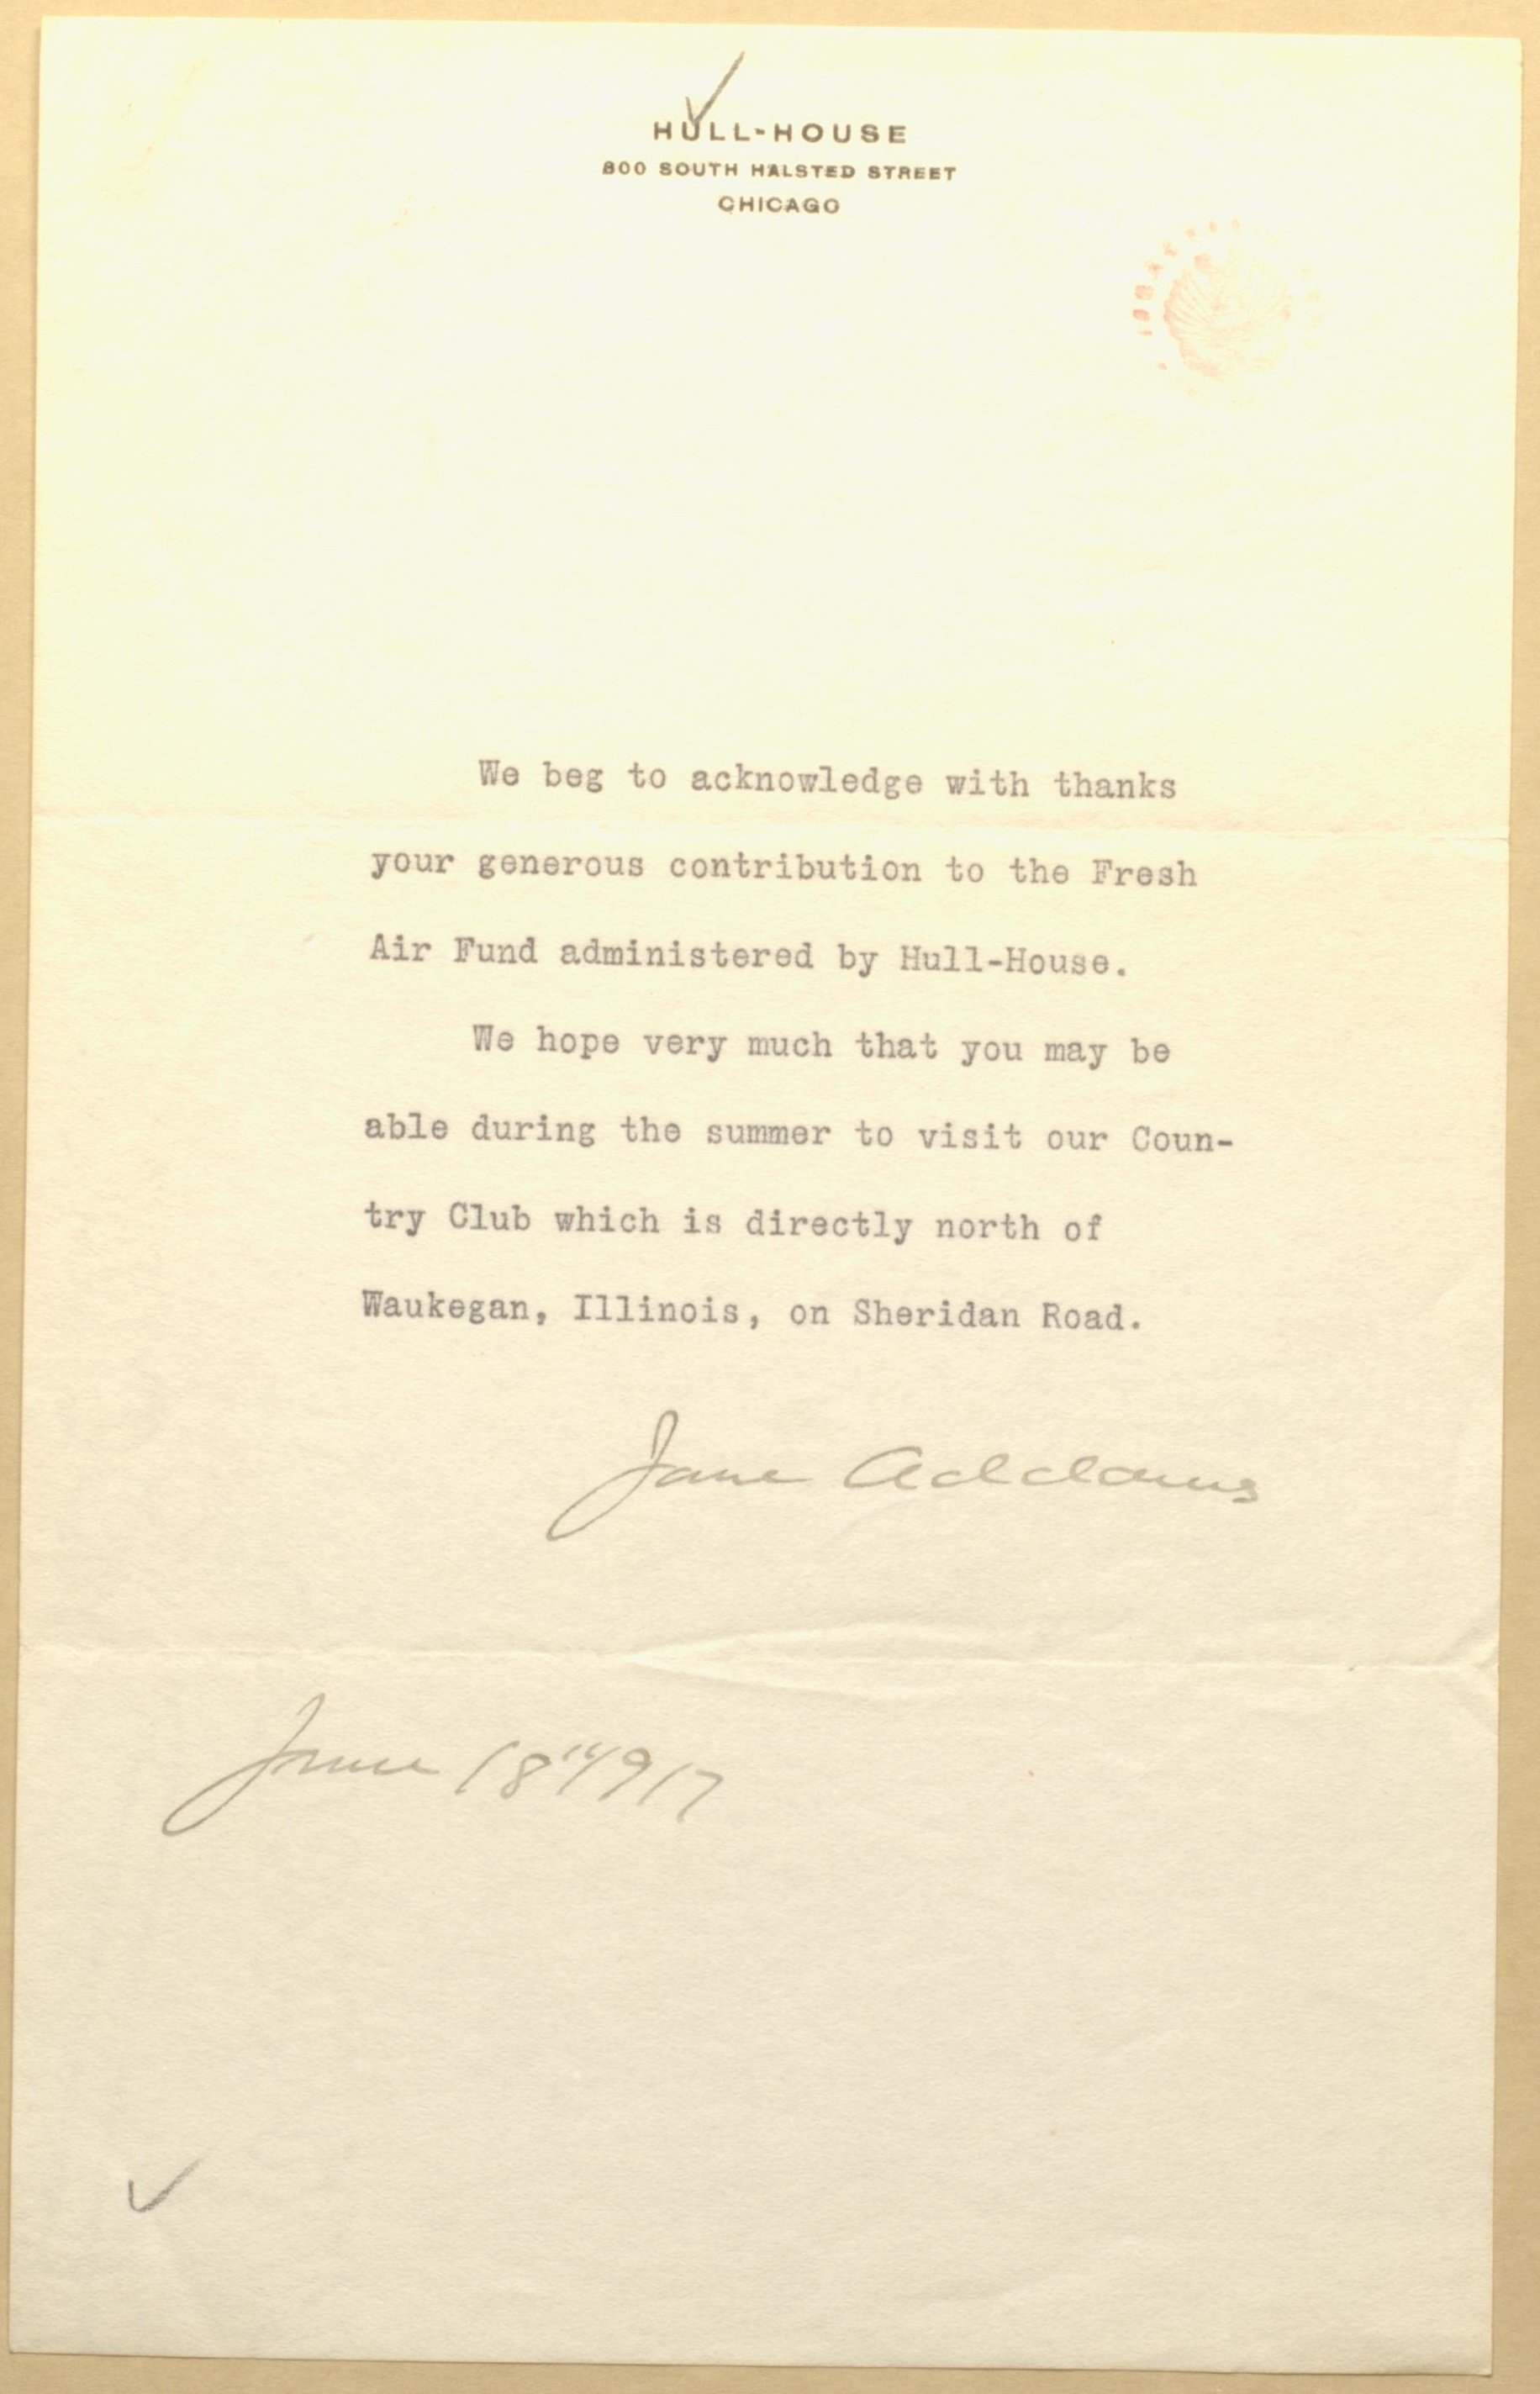 HULL-HOUSE
800 SOUTH HALSTED STREET
CHICAGO
We beg to acknowledge with thanks
your generous contribution to the Fresh
Air Fund administered by Hull-House.
We hope very much that you may be
able during the summer to visit our Coun-
try Club which is directly north of
Waukegan, Illinois, on Sheridan Road.
Jane Addams
June 18" 1917